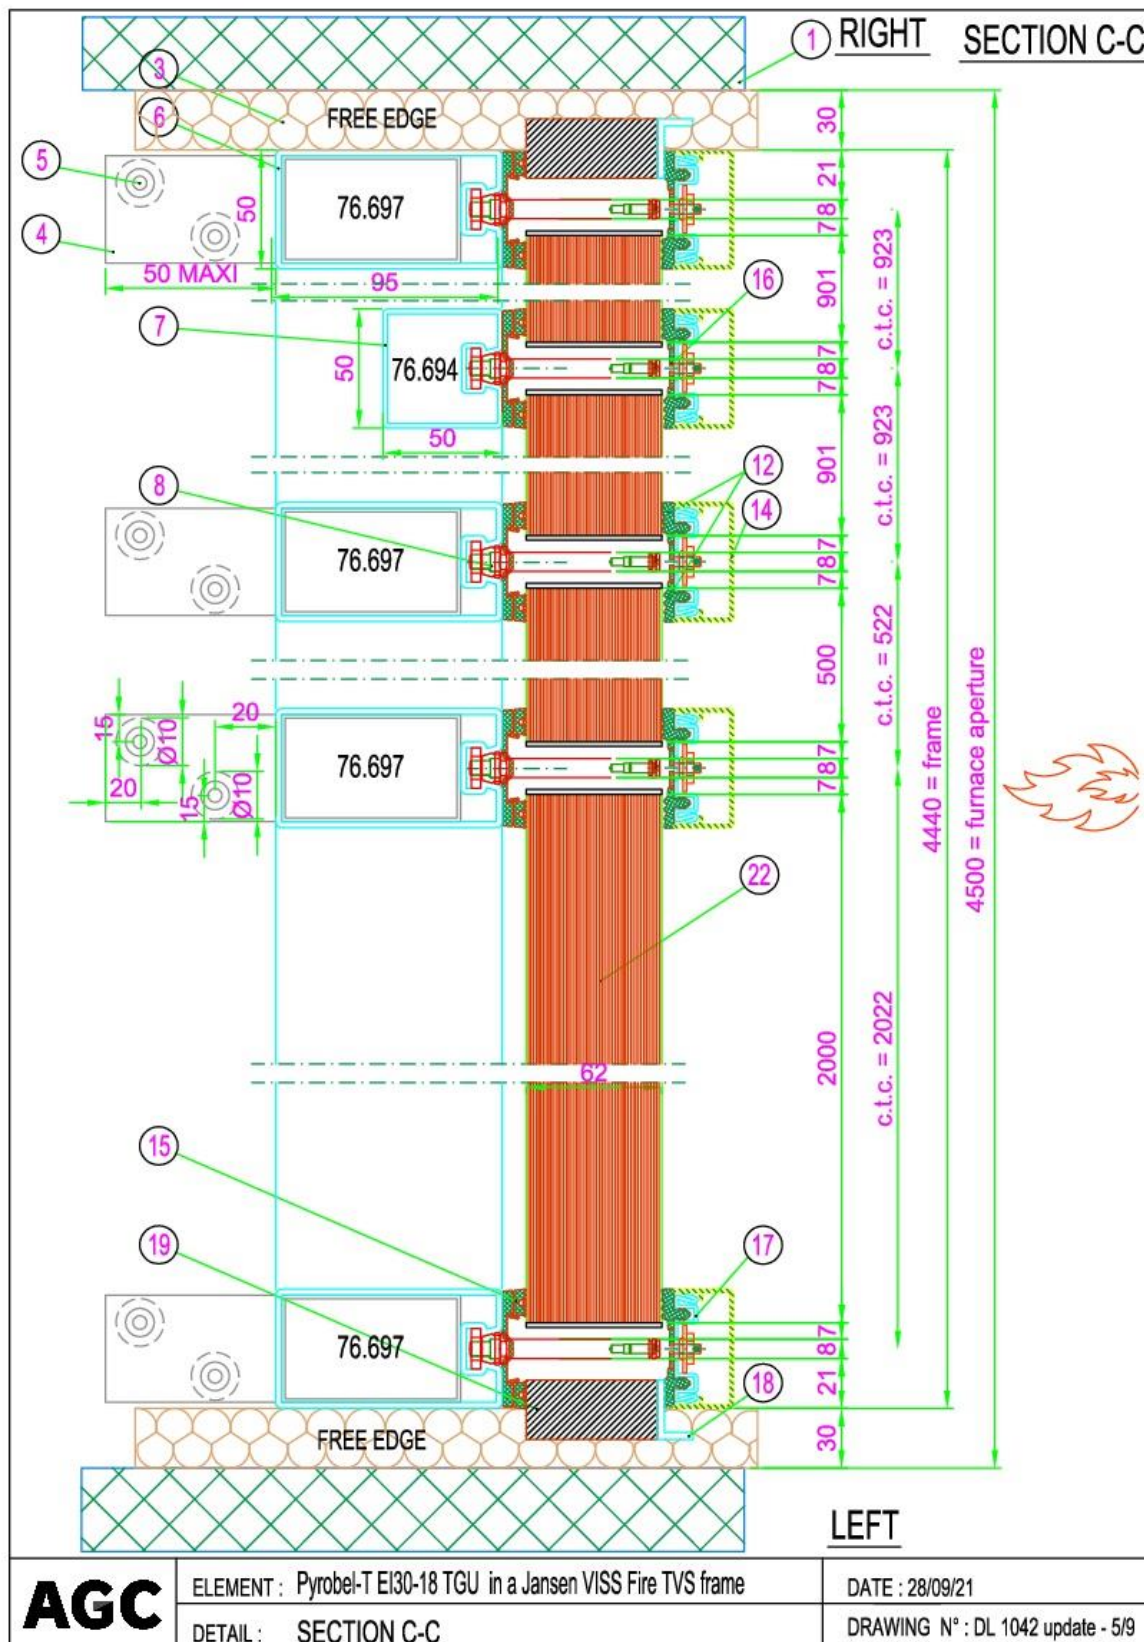 1 RIGHT SECTION C-C
3 FREE EDGE 30
6
5 76.697 50 21
4 8
7
50 MAXI 95 901 c.t.c. = 923
16
7 76.694 50 787
50 901 c.t.c. = 923
12
8 14
76.697 787
500 c.t.c. = 522
15 Ø10 20 76.697 787
20 15 Ø10
4440 = frame
4500 = furnace aperture
22
2000 c.t.c. = 2022
62
15
19 17
76.697 87
21
18
FREE EDGE 30
LEFT
AGC
ELEMENT : Pyrobel-T EI30-18 TGU in a Jansen VISS Fire TVS frame
DATE : 28/09/21
DETAIL : SECTION C-C
DRAWING N° : DL 1042 update - 5/9